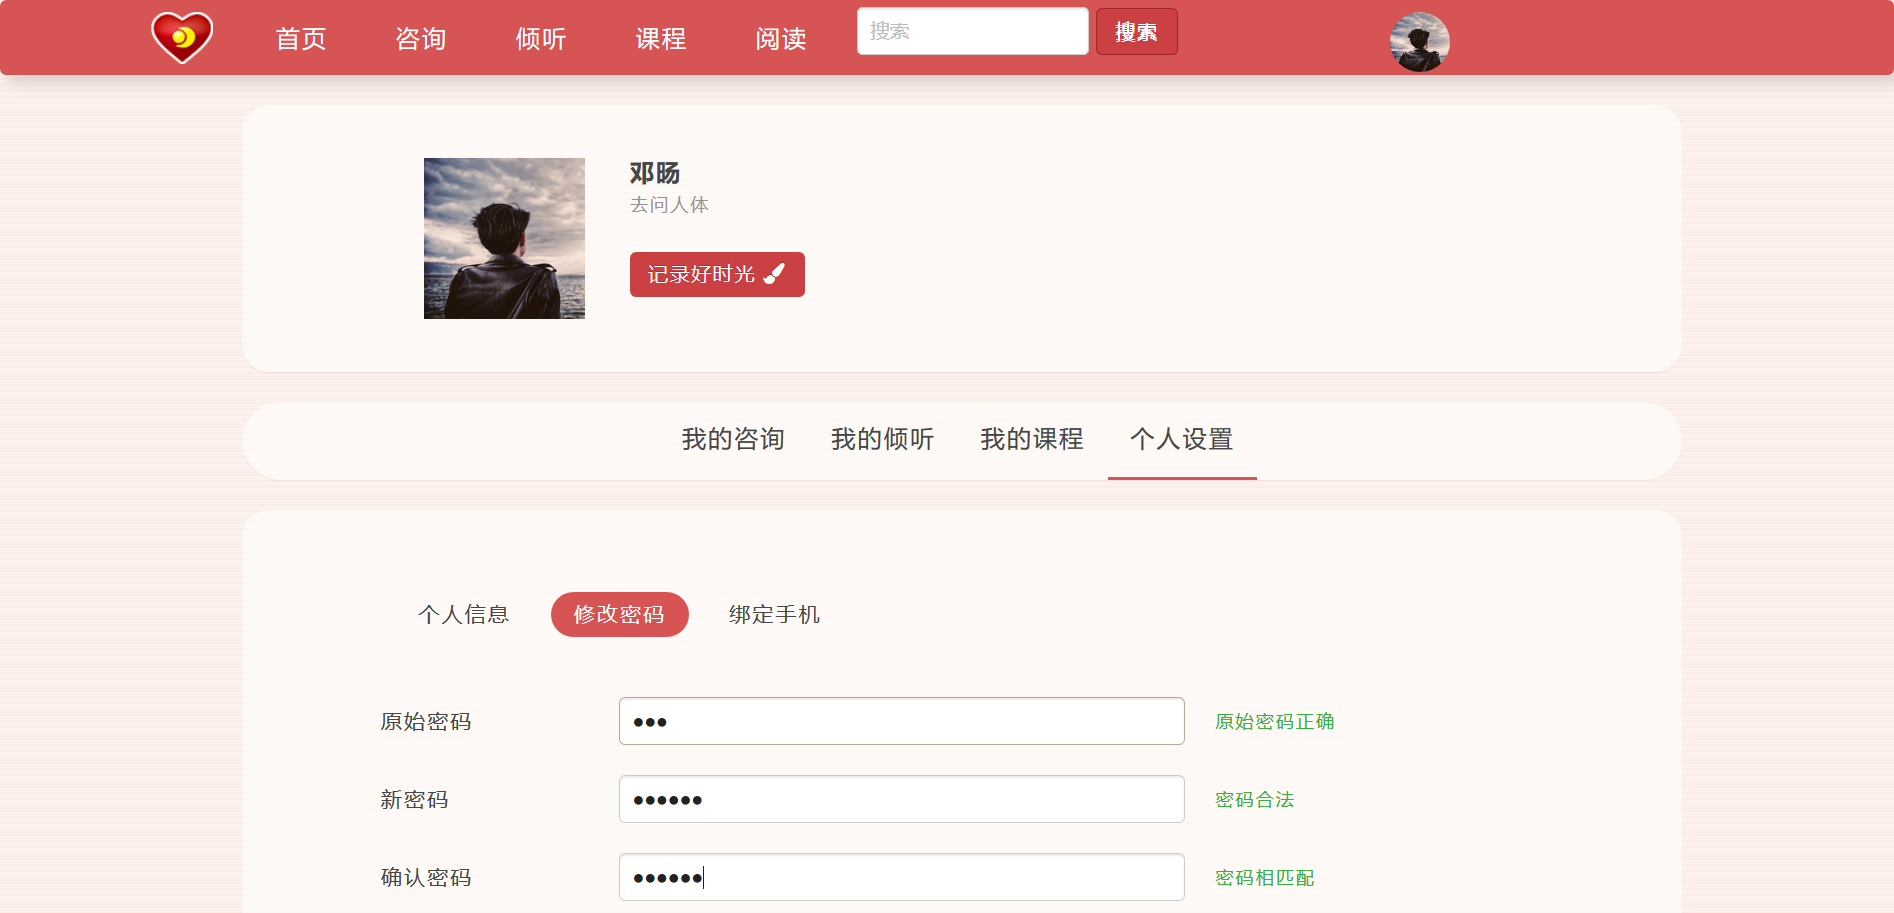 首页 咨询 倾听 课程 阅读 搜索 搜索
邓旸
去问人体
记录好时光
我的咨询 我的倾听 我的课程 个人设置
个人信息 修改密码 绑定手机
原始密码 ●●● 原始密码正确
新密码 ●●●●●● 密码合法
确认密码 ●●●●●● 密码相匹配